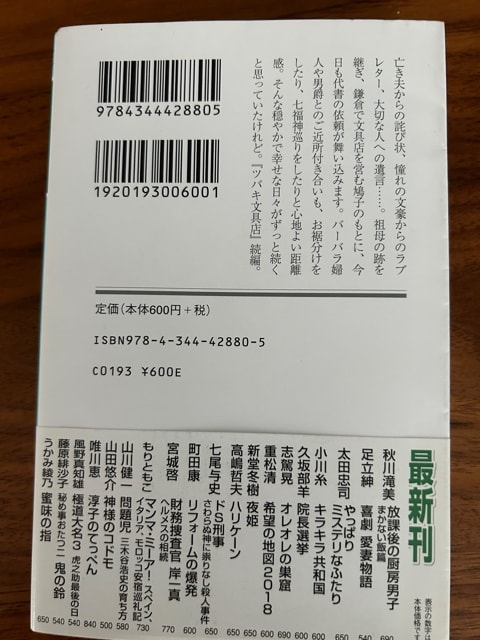 亡き夫からの詫び状、憧れの文豪からのラブ
レター、大切な人への遺言……。祖母の跡を
継ぎ、鎌倉で文具店を営む鳩子のもとに、今
日も代書の依頼が舞い込みます。バーバラ婦
人や男爵とのご近所付き合いも、お裾分けを
したり、七福神巡りをしたりと心地よい距離
感。そんな穏やかで幸せな日々がずっと続く
と思っていたけれど。『ツバキ文具店』続編。
9784344428805
1920193006001
定価(本体600円+税)
ISBN978-4-344-42880-5
C0193 ¥600E
最新刊
表示の数字は
本体価格です
秋川滝美 放課後の厨房男子 まかない飯篇 690
足立紳 喜劇 愛妻物語 540
太田忠司 やっぱりミステリなふたり
小川糸 キラキラ共和国 600
久坂部羊 院長選挙 690
志駕晃 オレオレの巣窟 690
重松清 希望の地図2018 600
新堂冬樹 夜姫 650
高嶋哲夫 ハリケーン
七尾与史 ドS刑事 さわらぬ神に祟りなし殺人事件 650
町田康 リフォームの爆発 600
宮城啓 財務捜査官 岸一真 ヘルメスの相続
もりともこ マンマ・ミーア! スペイン、イタリア モロッコ安宿巡礼記 770
山川健一 問題児 三木谷浩史の育ち方 580
山田悠介 神様のコドモ 500
唯川恵 淳子のてっぺん 840
風野真知雄 極道大名3 虎之助最後の日 540
藤原緋沙子 秘め事おたつ二 鬼の鈴 540
うかみ綾乃 蜜味の指 650